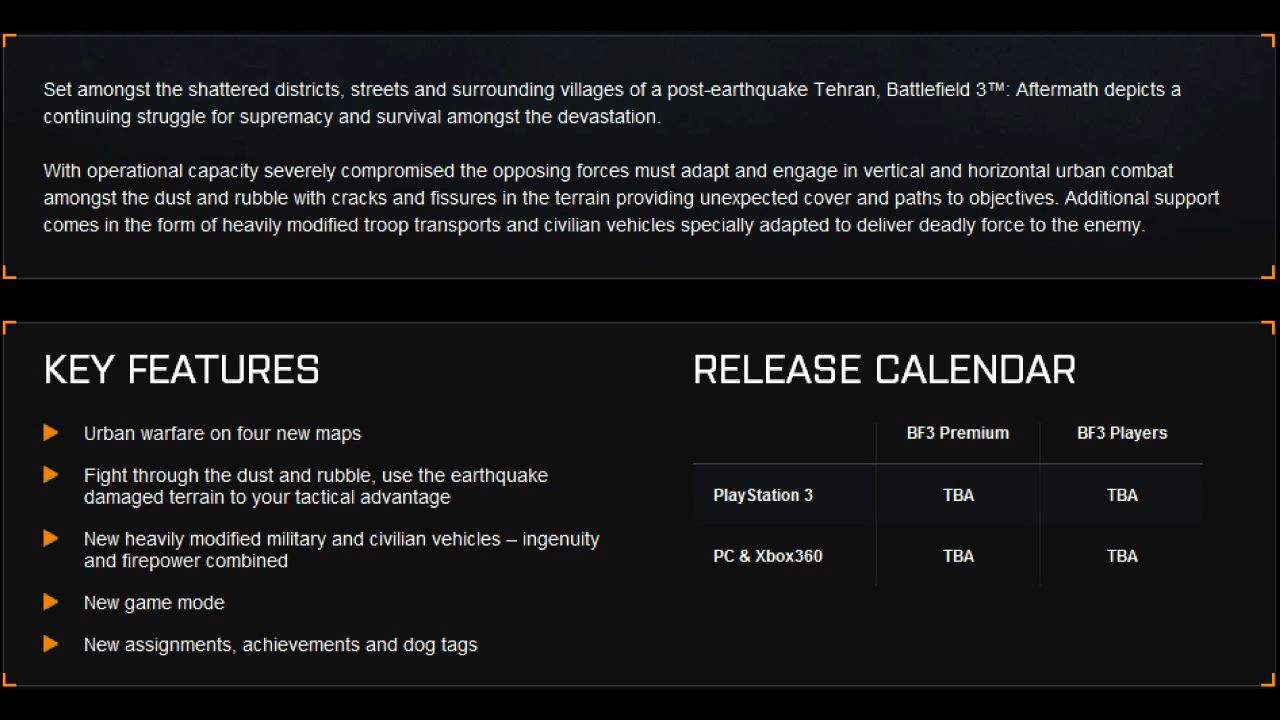 Set amongst the shattered districts, streets and surrounding villages of a post-earthquake Tehran, Battlefield 3™: Aftermath depicts a
continuing struggle for supremacy and survival amongst the devastation.
With operational capacity severely compromised the opposing forces must adapt and engage in vertical and horizontal urban combat
amongst the dust and rubble with cracks and fissures in the terrain providing unexpected cover and paths to objectives. Additional support
comes in the form of heavily modified troop transports and civilian vehicles specially adapted to deliver deadly force to the enemy.
KEY FEATURES
Urban warfare on four new maps
Fight through the dust and rubble, use the earthquake
damaged terrain to your tactical advantage
New heavily modified military and civilian vehicles – ingenuity
and firepower combined
New game mode
New assignments, achievements and dog tags
RELEASE CALENDAR
BF3 Premium BF3 Players
PlayStation 3 TBA TBA
PC & Xbox360 TBA TBA